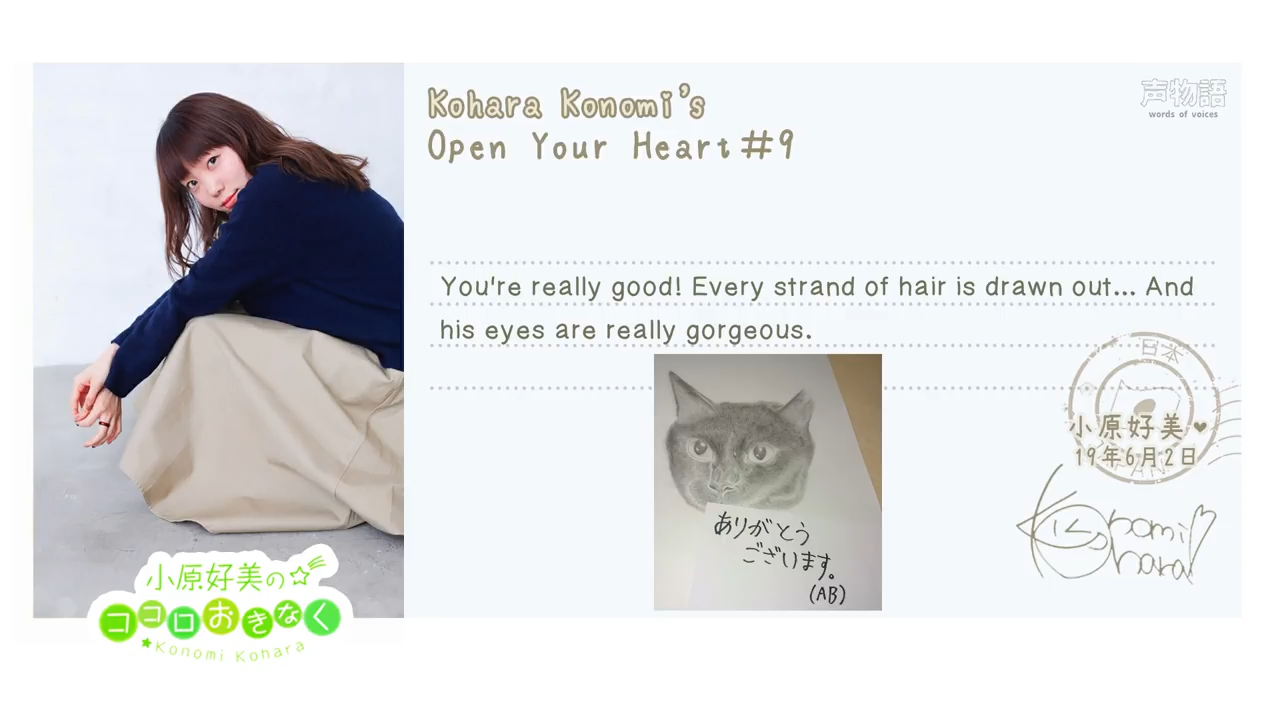 Kohara Konomi's
Open Your Heart #9
声物語
words of voices
You're really good! Every strand of hair is drawn out... And
his eyes are really gorgeous.
ありがとう
ございます。
(AB)
日本
小原好美❤
19年6月2日
Konomi
Kohara
小原好美の☆
ココロおきなく
★Konomi Kohara